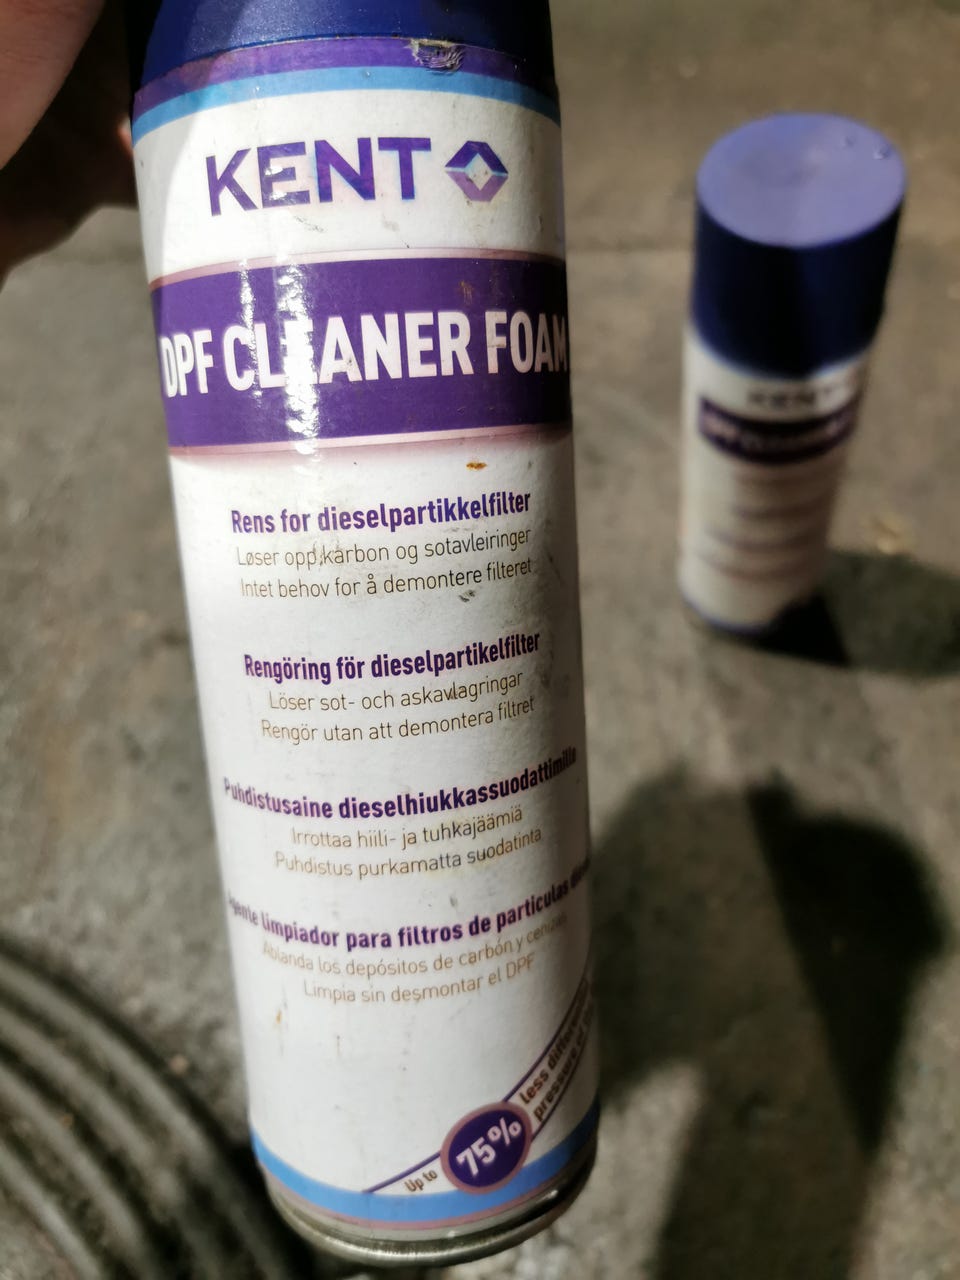 KENT
DPF CLEANER FOAM
Rens for dieselpartikkelfilter
Løser opp karbon og sotavleiringer
Intet behov for å demontere filteret
Rengöring för dieselpartikelfilter
Löser sot- och askavlagringar
Rengör utan att demontera filtret
Puhdistusaine dieselhiukkassuodattimille
Irrottaa hiili- ja tuhkajäämiä
Puhdistus purkamatta suodatinta
limpiador para filtros de particulas
Ablanda los depósitos de carbón y cenizas
Limpia sin desmontar el DPF
Up to 75% less
pressure
KENT